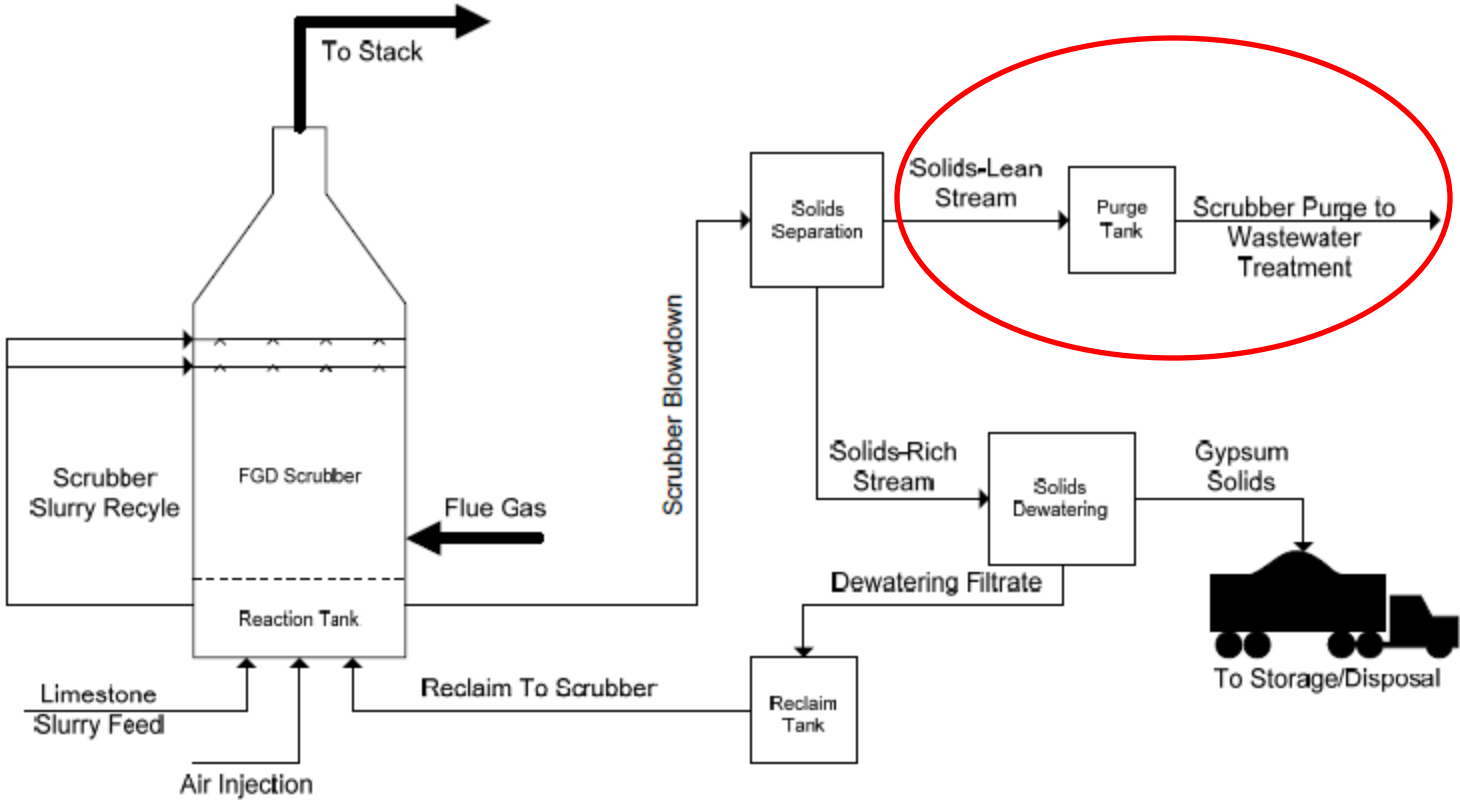 To Stack
Solids-Lean
Stream
Solids
Separation
Purge
Tank
Scrubber Purge to
Wastewater
Treatment
Scrubber Blowdown
Scrubber
Slurry Recyle
FGD Scrubber
Flue Gas
Solids-Rich
Stream
Solids
Dewatering
Gypsum
Solids
Dewatering Filtrate
Reaction Tank
Limestone
Slurry Feed
Reclaim To Scrubber
Reclaim
Tank
To Storage/Disposal
Air Injection